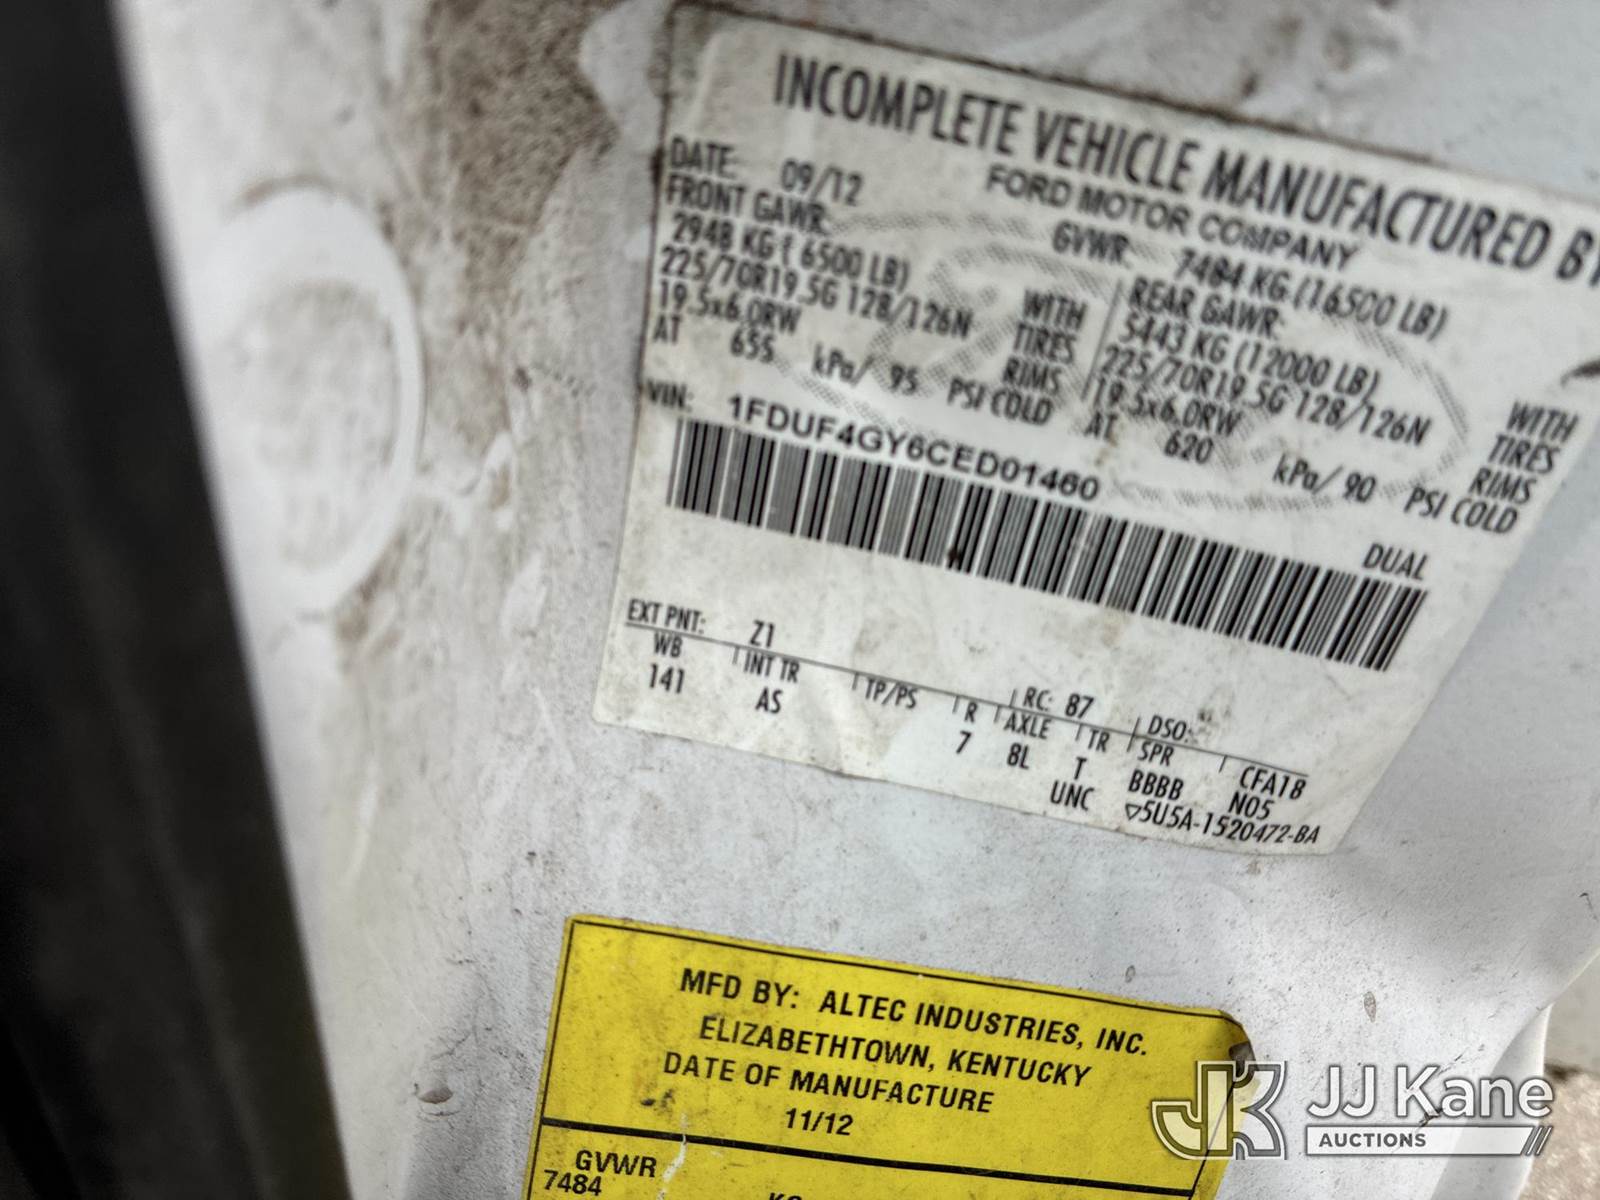 INCOMPLETE VEHICLE MANUFACTURED BY
FORD MOTOR COMPANY
DATE: 09/12 GVWR: 7484 KG (16500 LB)
FRONT GAWR: REAR GAWR:
2948 KG ( 6500 LB) 5443 KG (12000 LB)
225/70R19.5G 128/126N WITH TIRES 225/70R19.5G 128/126N WITH TIRES
19.5x6.0RW RIMS 19.5x6.0RW RIMS
AT 655 kPa/ 95 PSI COLD AT 620 kPa/ 90 PSI COLD
VIN: 1FDUF4GY6CED01460 DUAL
EXT PNT: Z1 RC: 87 DSO:
WB INT TR TP/PS R AXLE TR SPR CFA18
141 AS 7 8L T BBBB N05
UNC ▽5U5A-1520472-BA
MFD BY: ALTEC INDUSTRIES, INC.
ELIZABETHTOWN, KENTUCKY
DATE OF MANUFACTURE
11/12
GVWR
7484 KG
JK JJ Kane
AUCTIONS